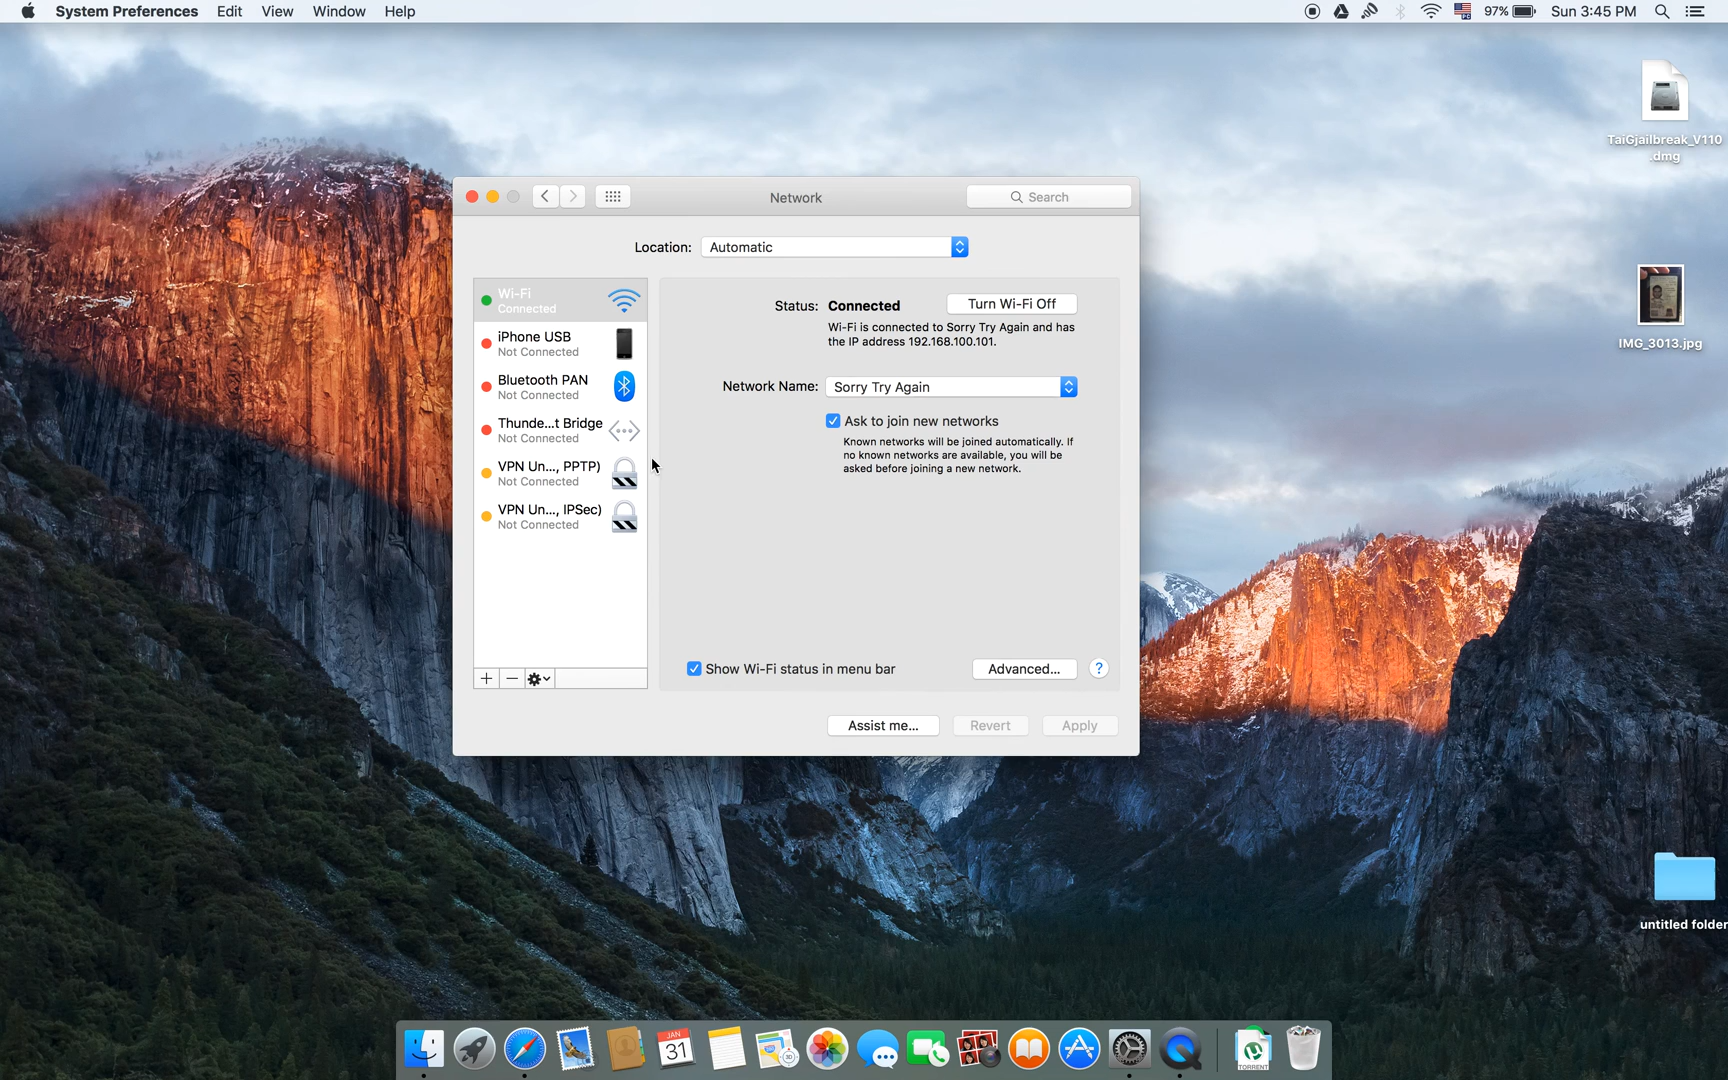 System Preferences Edit View Window Help
97% Sun 3:45 PM
TaiGjailbreak_V110
.dmg
IMG_3013.jpg
untitled folder
Network
Search
Location: Automatic
Wi-Fi
Connected
iPhone USB
Not Connected
Bluetooth PAN
Not Connected
Thunde...t Bridge
Not Connected
VPN Un..., PPTP)
Not Connected
VPN Un..., IPSec)
Not Connected
Status: Connected
Turn Wi-Fi Off
Wi-Fi is connected to Sorry Try Again and has
the IP address 192.168.100.101.
Network Name: Sorry Try Again
Ask to join new networks
Known networks will be joined automatically. If
no known networks are available, you will be
asked before joining a new network.
Show Wi-Fi status in menu bar
Advanced...
?
Assist me...
Revert
Apply
JAN
31
3D
TORRENT